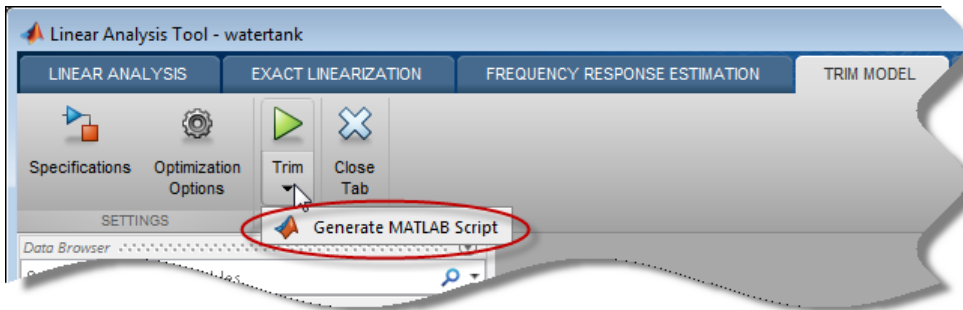 Linear Analysis Tool - watertank
LINEAR ANALYSIS EXACT LINEARIZATION FREQUENCY RESPONSE ESTIMATION TRIM MODEL
Specifications Optimization Options Trim Close Tab
SETTINGS
Generate MATLAB Script
Data Browser